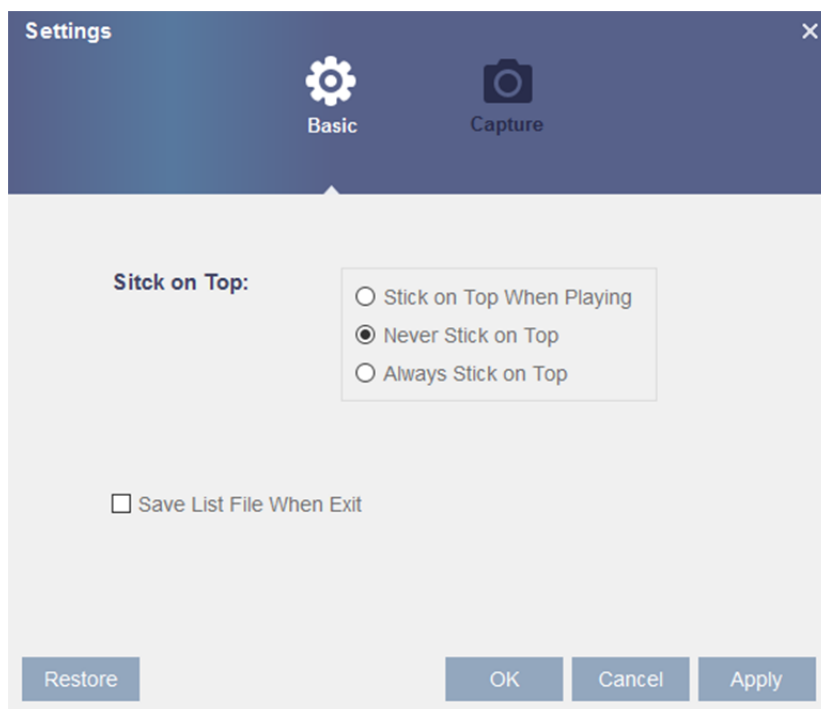 Settings
Basic
Capture
Sitck on Top:
Stick on Top When Playing
Never Stick on Top
Always Stick on Top
Save List File When Exit
Restore
OK
Cancel
Apply